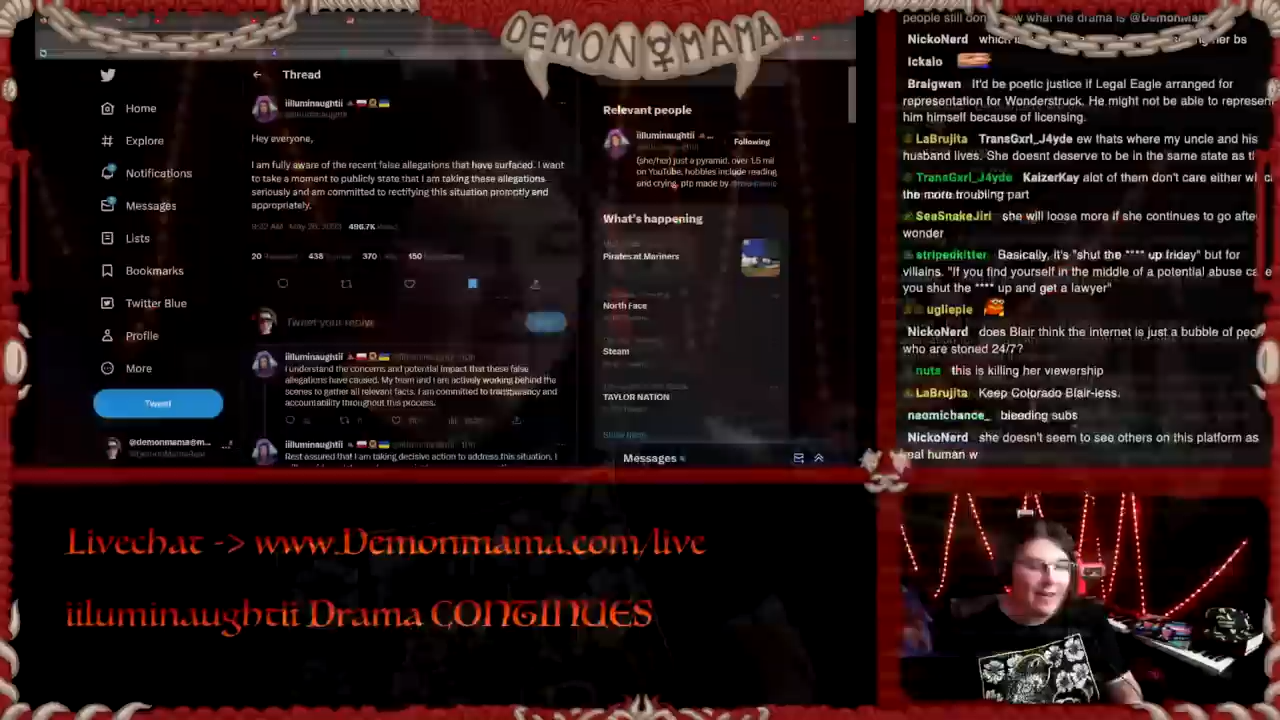 DEMON MAMA
Thread
Home
Explore
Notifications
Messages
Lists
Bookmarks
Twitter Blue
Profile
More
Tweet
@demonmama@m...
iilluminaughtii
Hey everyone,
I am fully aware of the recent false allegations that have surfaced. I want
to take a moment to publicly state that I am taking these allegations
seriously and am committed to rectifying this situation promptly and
appropriately.
496.7K
20
438
370
150
Tweet your reply
iilluminaughtii
I understand the concerns and potential impact that these false
allegations have caused. My team and I are actively working behind the
scenes to gather all relevant facts. I am committed to transparency and
accountability throughout this process.
iilluminaughtii
Rest assured that I am taking decisive action to address this situation. I
Relevant people
iilluminaughtii
Following
(she/her) just a pyramid. over 1.5 mil
on YouTube, hobbies include reading
and crying. pfp made by
What's happening
Pirates at Mariners
North Face
Steam
TAYLOR NATION
Show more
Messages
what the drama is
NickoNerd
Ickaio
Braigwen It'd be poetic justice if Legal Eagle arranged for
representation for Wonderstruck. He might not be able to represent
him himself because of licensing.
LaBrujita TransGxrl_J4yde ew thats where my uncle and his
husband lives. She doesnt deserve to be in the same state as
TransGxrl_J4yde KaizerKay alot of them don't care either
the more troubling part
SeaSnakeJiri she will loose more if she continues to go after
wonder
stripedkitter Basically, it's "shut the **** up friday" but for
villains. "If you find yourself in the middle of a potential abuse
you shut the **** up and get a lawyer"
ugliepie
NickoNerd does Blair think the internet is just a bubble of
who are stoned 24/7?
nuts this is killing her viewership
LaBrujita Keep Colorado Blair-less.
naomichance_ bleeding subs
NickoNerd she doesn't seem to see others on this platform as
human w
Livechat -> www.Demonmama.com/live
iiluminaughtii Drama CONTINUES